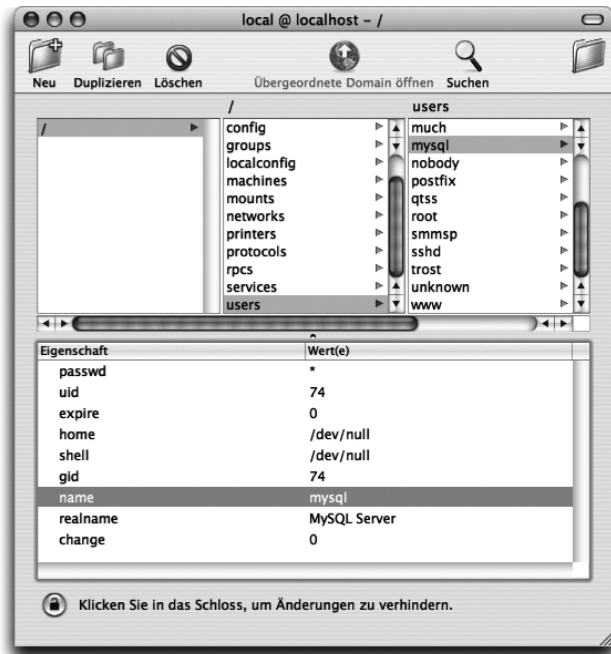 local @ localhost – /
Neu Duplizieren Löschen Übergeordnete Domain öffnen Suchen
/ users
/
config
groups
localconfig
machines
mounts
networks
printers
protocols
rpcs
services
users
much
mysql
nobody
postfix
qtss
root
smmsp
sshd
trost
unknown
www
Eigenschaft Wert(e)
passwd *
uid 74
expire 0
home /dev/null
shell /dev/null
gid 74
name mysql
realname MySQL Server
change 0
Klicken Sie in das Schloss, um Änderungen zu verhindern.